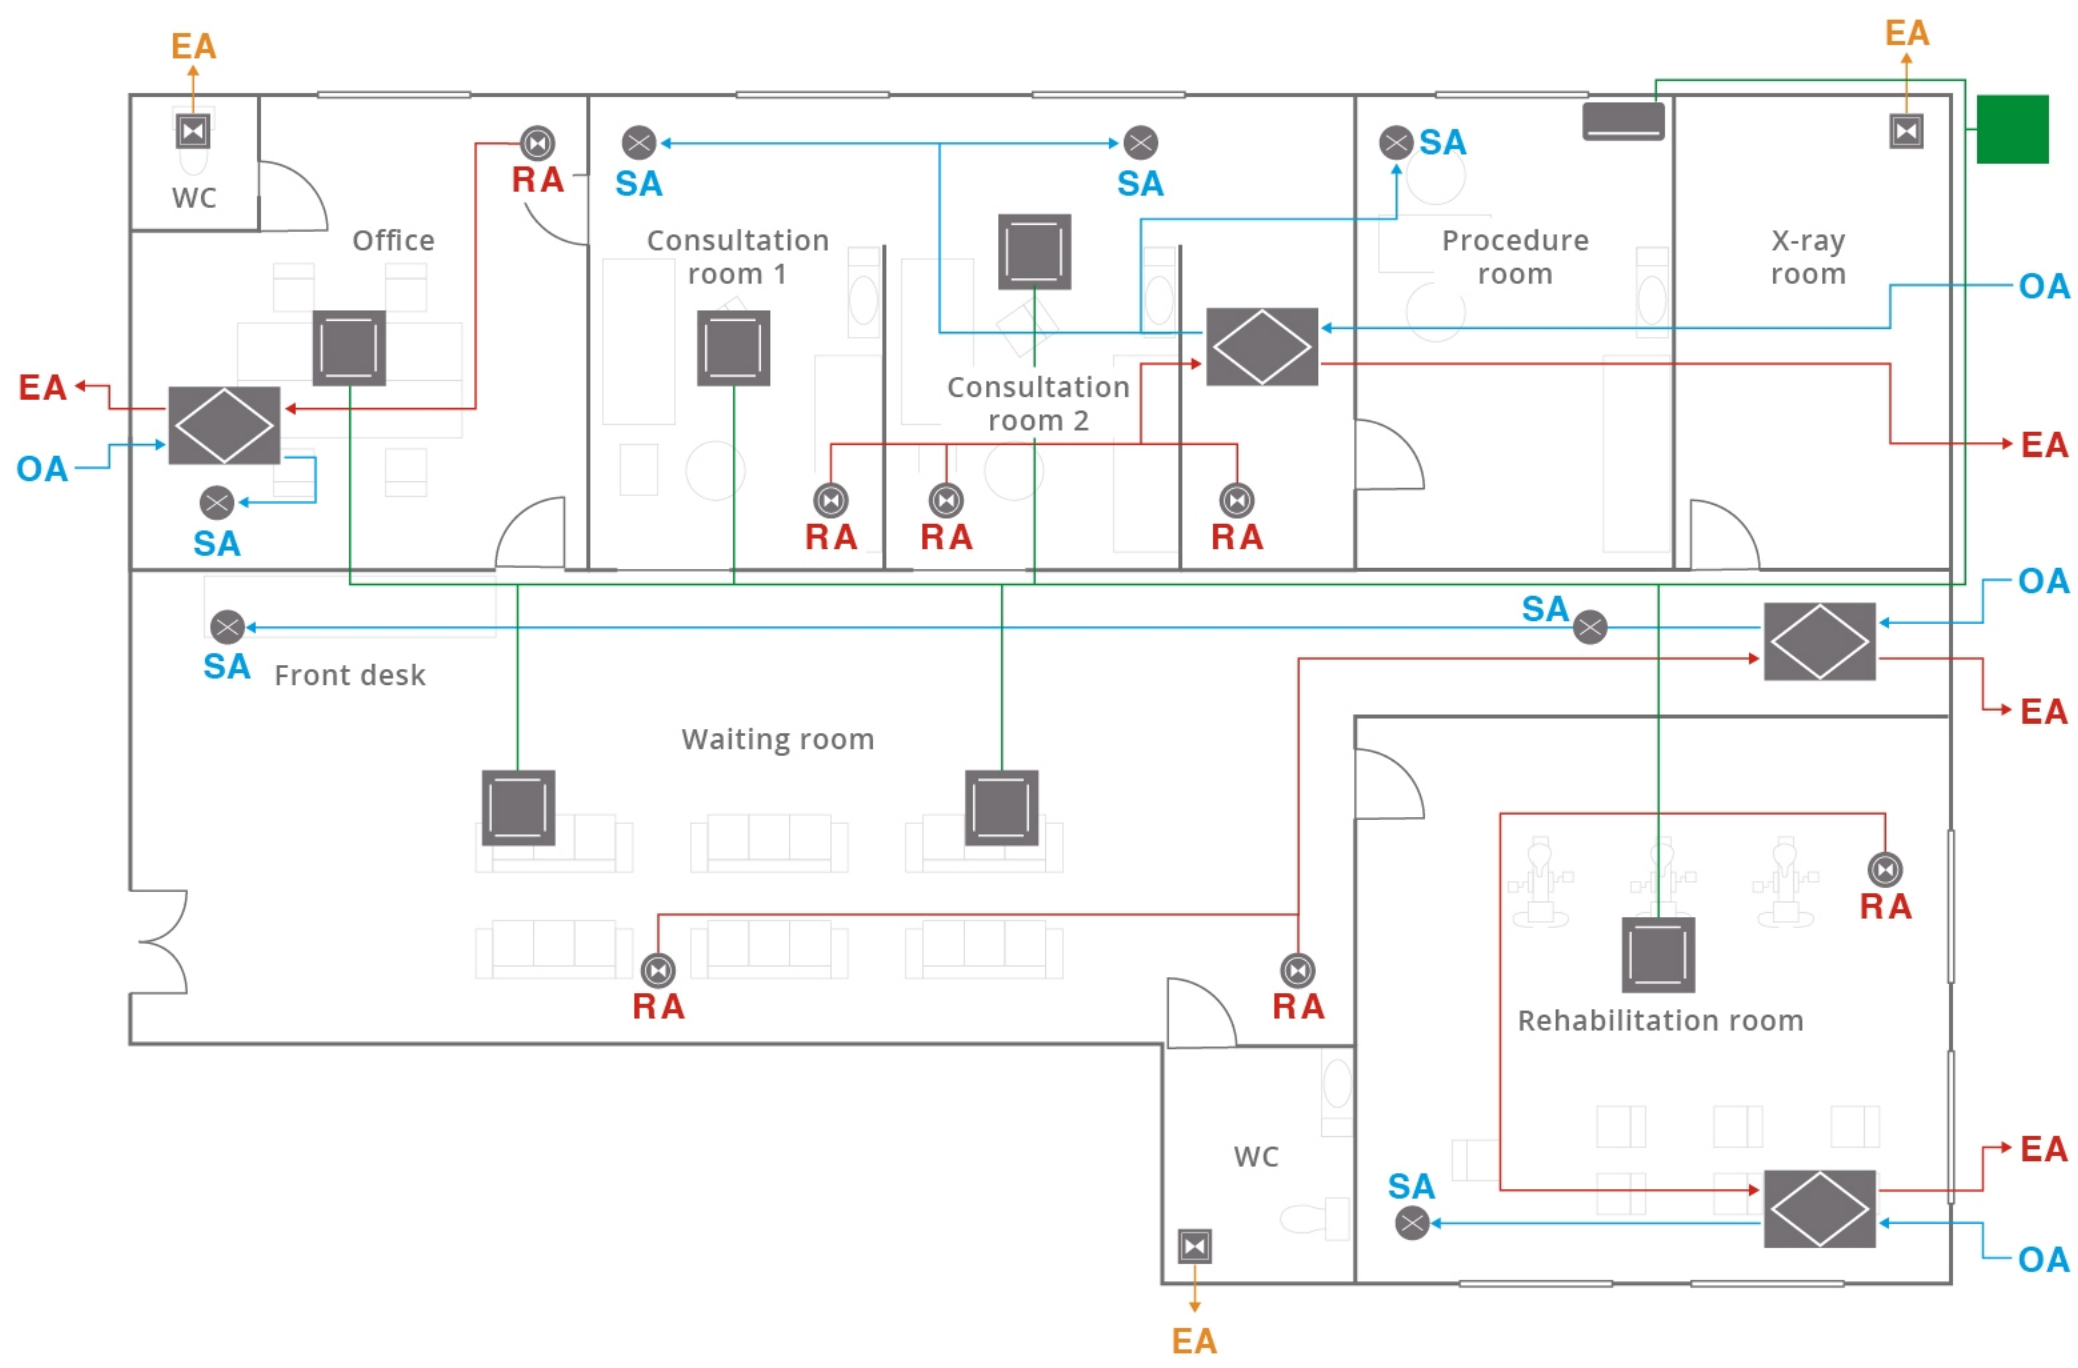 EA
EA
WC
RA
SA
SA
SA
Office
Consultation
room 1
Procedure
room
X-ray
room
OA
EA
Consultation
room 2
EA
OA
SA
RA
RA
RA
OA
SA
SA
Front desk
EA
Waiting room
RA
RA
RA
Rehabilitation room
WC
SA
EA
OA
EA